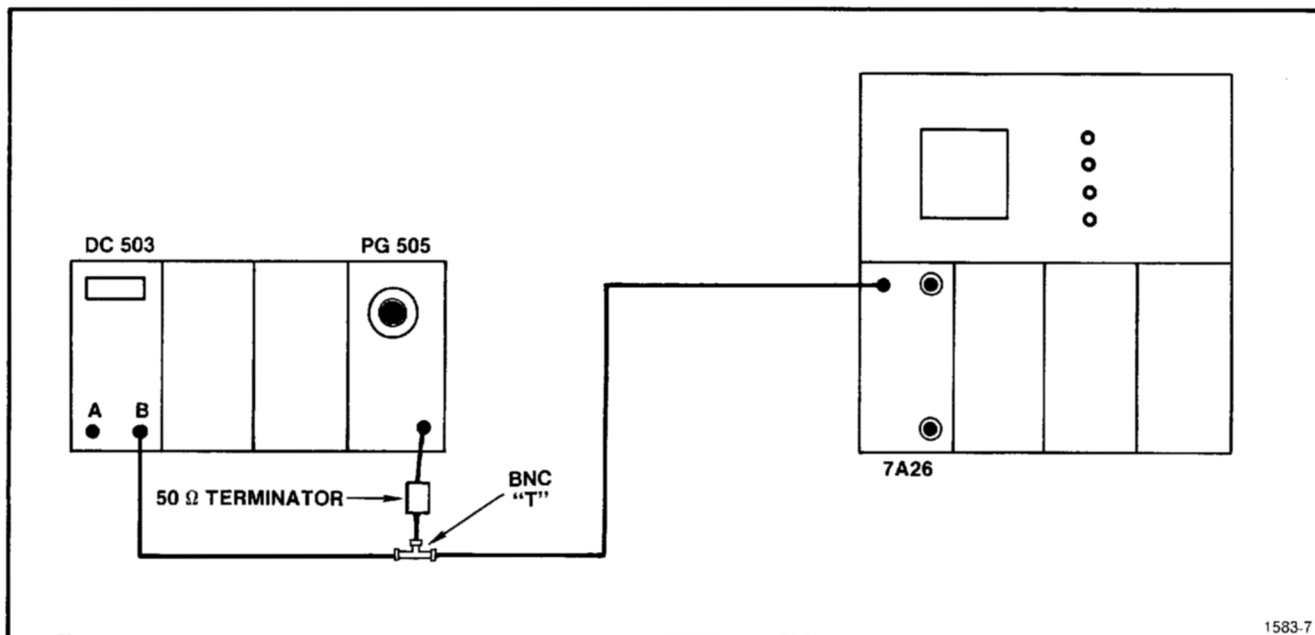 DC 503
PG 505
A
B
7A26
50 Ω TERMINATOR
BNC
“T”
1583-7